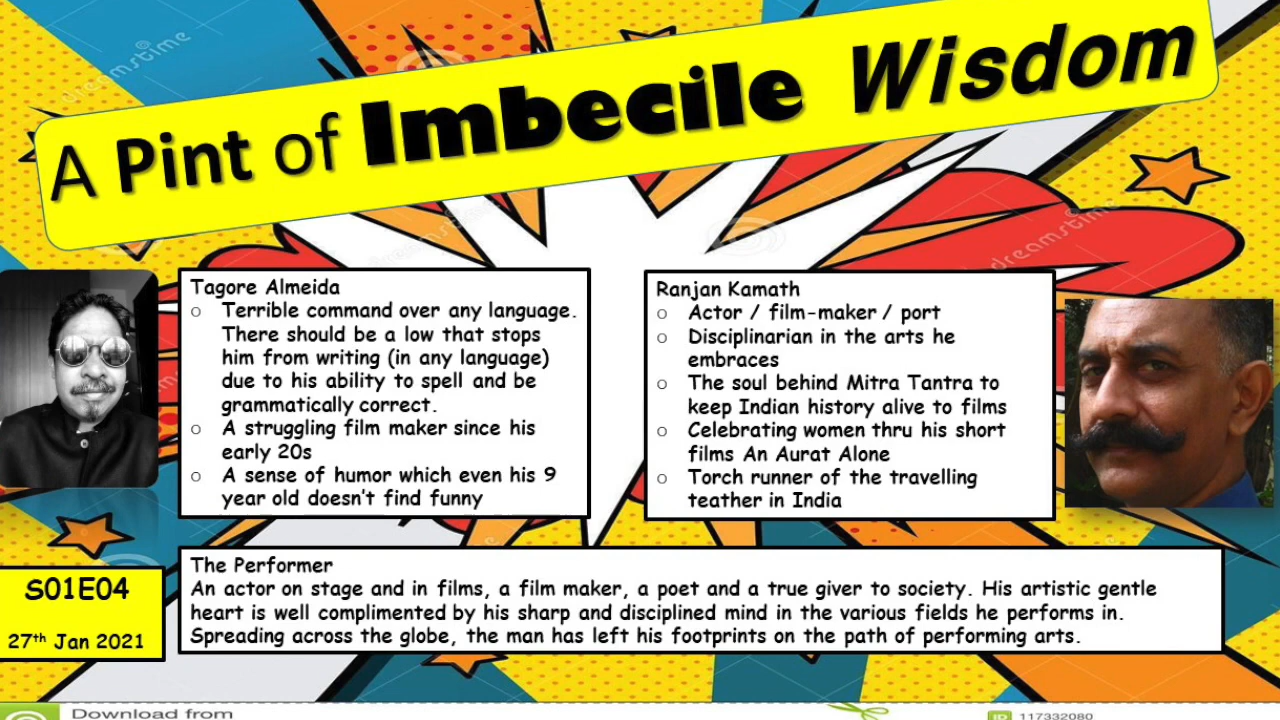 A Pint of Imbecile Wisdom
Tagore Almeida
o Terrible command over any language.
There should be a low that stops
him from writing (in any language)
due to his ability to spell and be
grammatically correct.
o A struggling film maker since his
early 20s
o A sense of humor which even his 9
year old doesn't find funny
Ranjan Kamath
o Actor / film-maker / port
o Disciplinarian in the arts he
embraces
o The soul behind Mitra Tantra to
keep Indian history alive to films
o Celebrating women thru his short
films An Aurat Alone
o Torch runner of the travelling
teather in India
S01E04
27th Jan 2021
The Performer
An actor on stage and in films, a film maker, a poet and a true giver to society. His artistic gentle
heart is well complimented by his sharp and disciplined mind in the various fields he performs in.
Spreading across the globe, the man has left his footprints on the path of performing arts.
dreamstime
dreamstime
Download from
ID 117332080